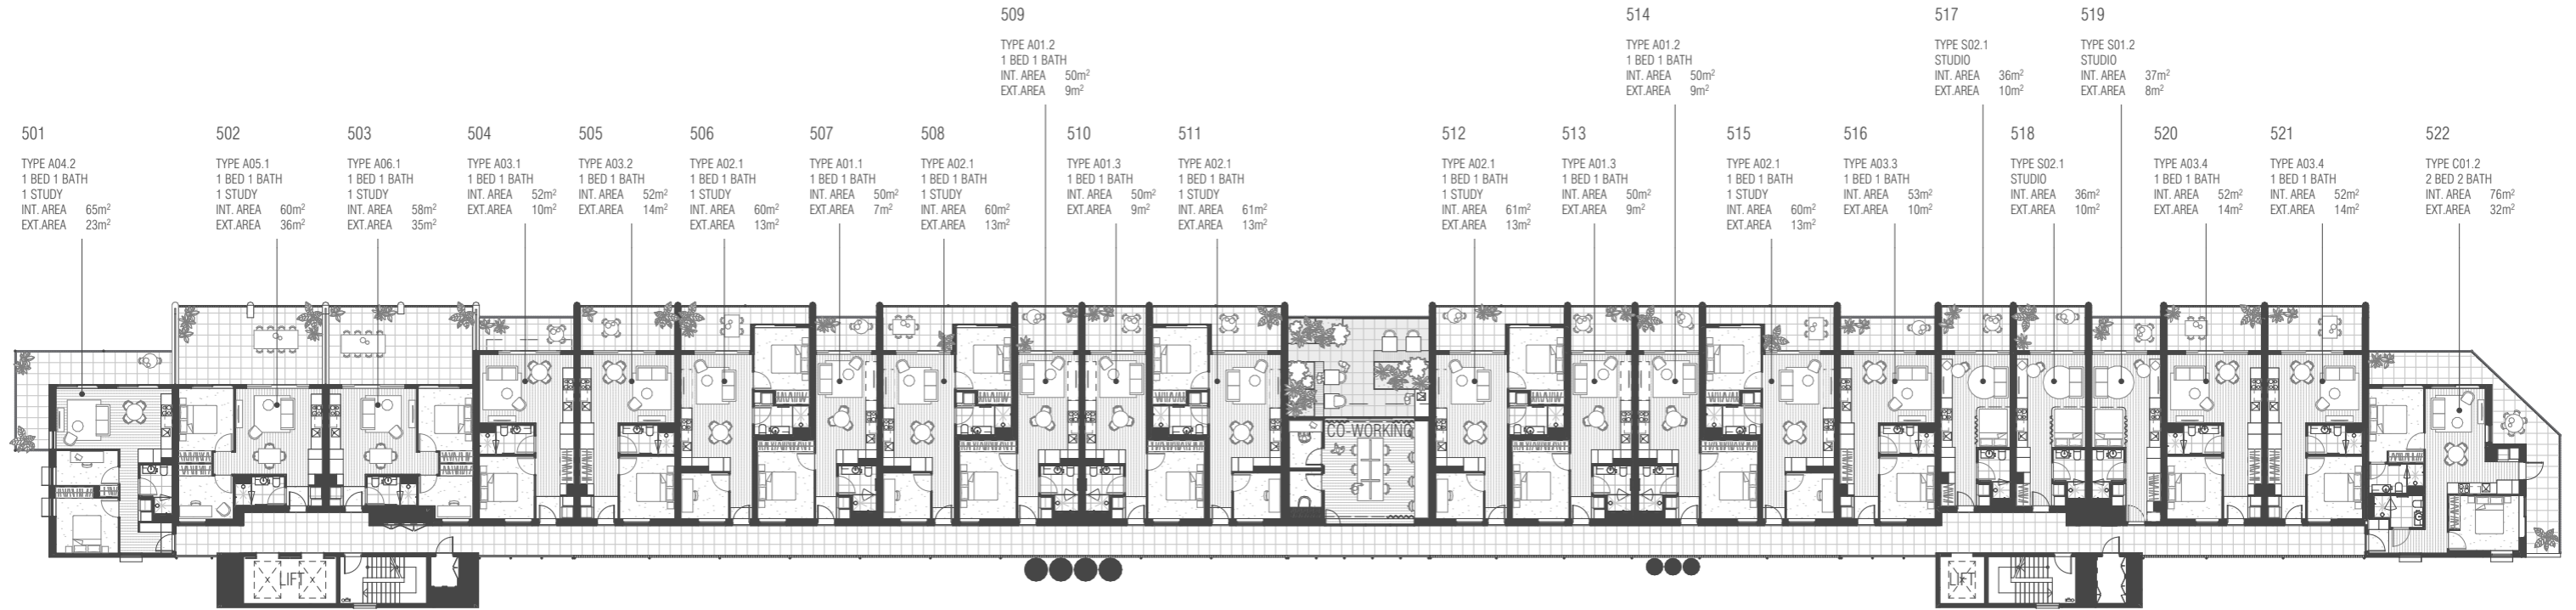 509
TYPE A01.2
1 BED 1 BATH
INT. AREA 50m²
EXT.AREA 9m²
514
TYPE A01.2
1 BED 1 BATH
INT. AREA 50m²
EXT.AREA 9m²
517
TYPE S02.1
STUDIO
INT. AREA 36m²
EXT.AREA 10m²
519
TYPE S01.2
STUDIO
INT. AREA 37m²
EXT.AREA 8m²
501
TYPE A04.2
1 BED 1 BATH
1 STUDY
INT. AREA 65m²
EXT.AREA 23m²
502
TYPE A05.1
1 BED 1 BATH
1 STUDY
INT. AREA 60m²
EXT.AREA 36m²
503
TYPE A06.1
1 BED 1 BATH
1 STUDY
INT. AREA 58m²
EXT.AREA 35m²
504
TYPE A03.1
1 BED 1 BATH
INT. AREA 52m²
EXT.AREA 10m²
505
TYPE A03.2
1 BED 1 BATH
INT. AREA 52m²
EXT.AREA 14m²
506
TYPE A02.1
1 BED 1 BATH
1 STUDY
INT. AREA 60m²
EXT.AREA 13m²
507
TYPE A01.1
1 BED 1 BATH
INT. AREA 50m²
EXT.AREA 7m²
508
TYPE A02.1
1 BED 1 BATH
1 STUDY
INT. AREA 60m²
EXT.AREA 13m²
510
TYPE A01.3
1 BED 1 BATH
INT. AREA 50m²
EXT.AREA 9m²
511
TYPE A02.1
1 BED 1 BATH
1 STUDY
INT. AREA 61m²
EXT.AREA 13m²
512
TYPE A02.1
1 BED 1 BATH
1 STUDY
INT. AREA 61m²
EXT.AREA 13m²
513
TYPE A01.3
1 BED 1 BATH
INT. AREA 50m²
EXT.AREA 9m²
515
TYPE A02.1
1 BED 1 BATH
1 STUDY
INT. AREA 60m²
EXT.AREA 13m²
516
TYPE A03.3
1 BED 1 BATH
INT. AREA 53m²
EXT.AREA 10m²
518
TYPE S02.1
STUDIO
INT. AREA 36m²
EXT.AREA 10m²
520
TYPE A03.4
1 BED 1 BATH
INT. AREA 52m²
EXT.AREA 14m²
521
TYPE A03.4
1 BED 1 BATH
INT. AREA 52m²
EXT.AREA 14m²
522
TYPE C01.2
2 BED 2 BATH
INT. AREA 76m²
EXT.AREA 32m²
CO-WORKING
LIFT
LIFT